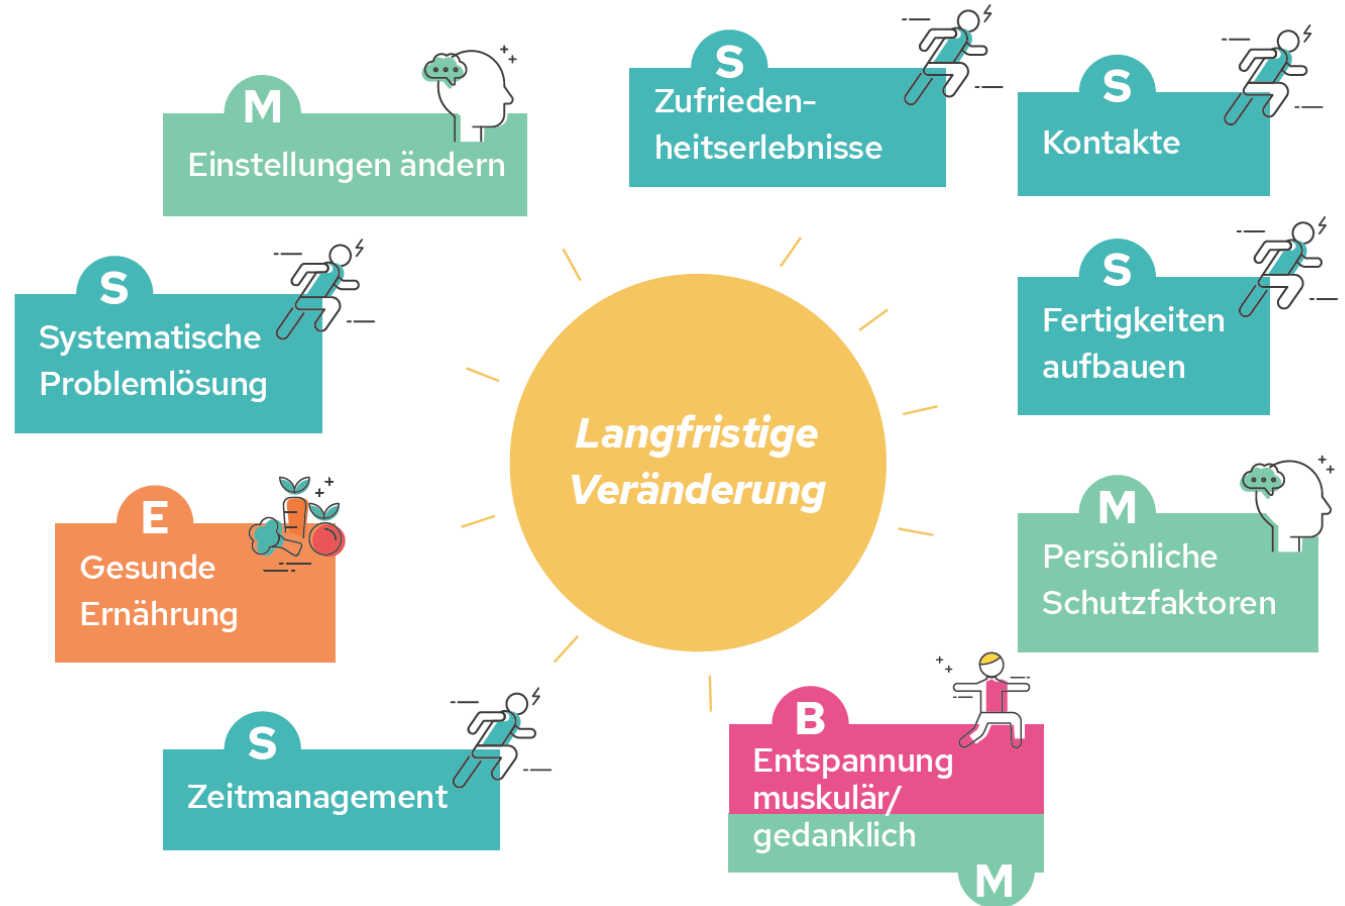 M
Einstellungen ändern
S
Zufrieden-
heitserlebnisse
S
Kontakte
S
Systematische
Problemlösung
S
Fertigkeiten
aufbauen
Langfristige
Veränderung
E
Gesunde
Ernährung
M
Persönliche
Schutzfaktoren
S
Zeitmanagement
B
Entspannung
muskulär/
gedanklich
M